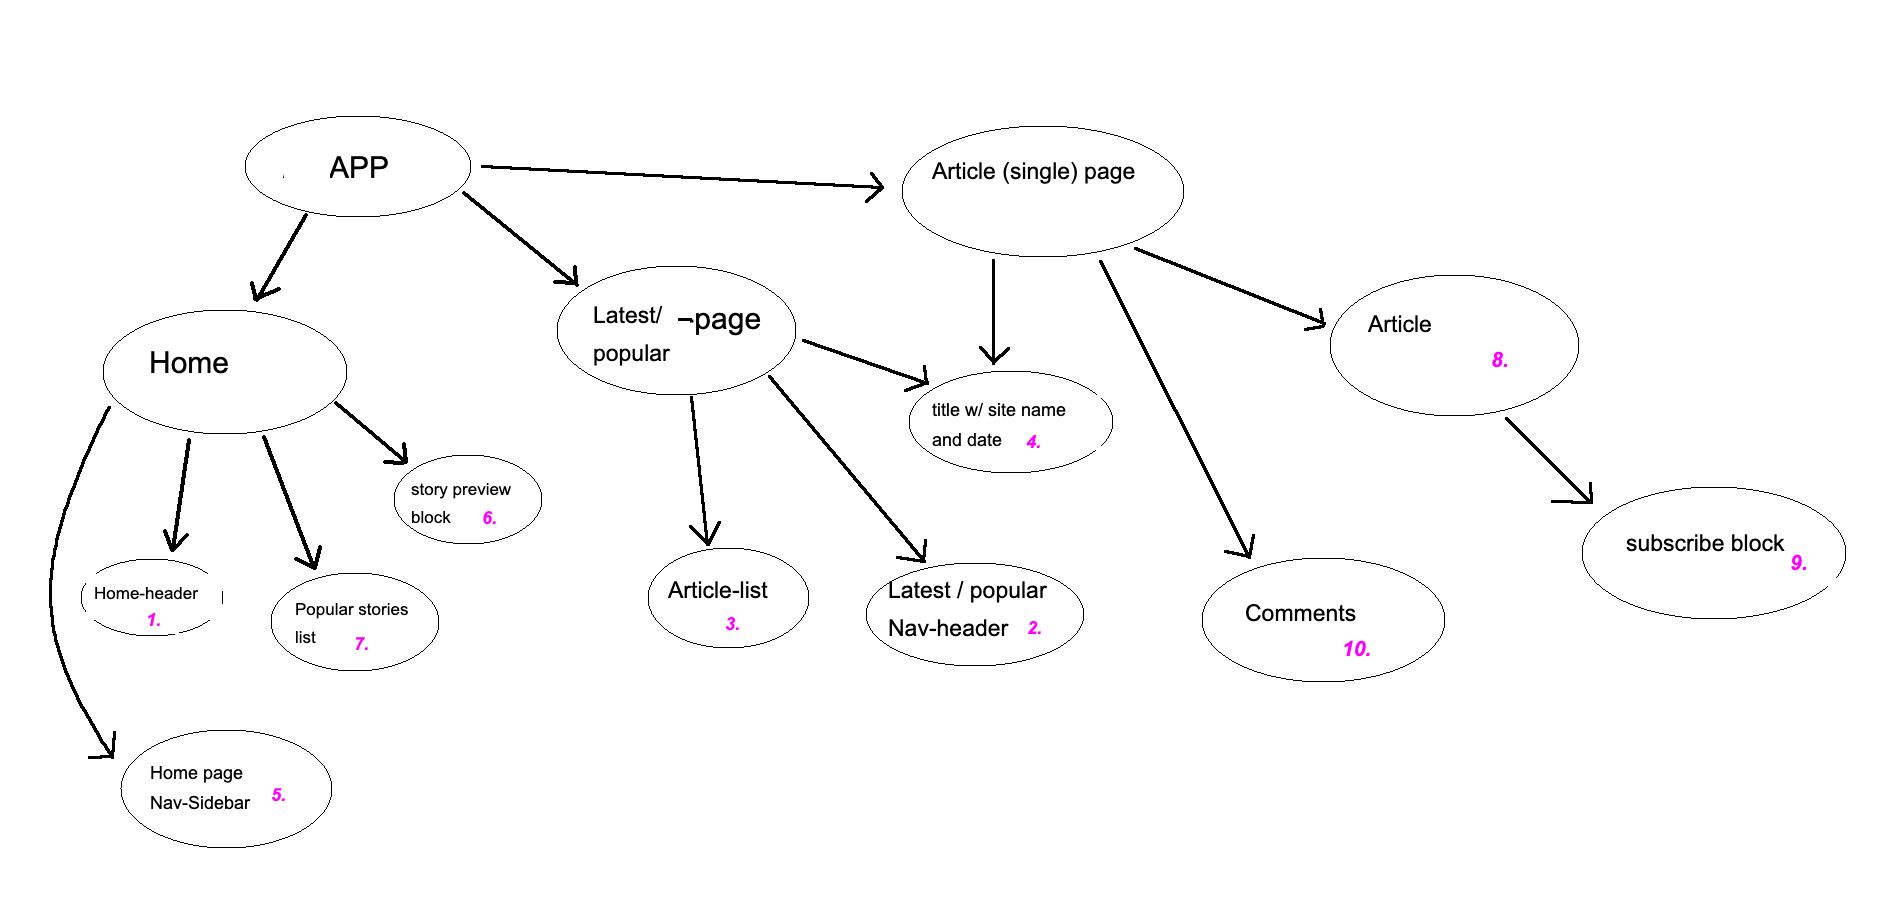 APP
Article (single) page
Latest/ ¬page
popular
Article
8.
Home
title w/ site name
and date 4.
story preview
block 6.
subscribe block
9.
Home-header
1.
Popular stories
list 7.
Article-list
3.
Latest / popular
Nav-header 2.
Comments
10.
Home page
Nav-Sidebar 5.